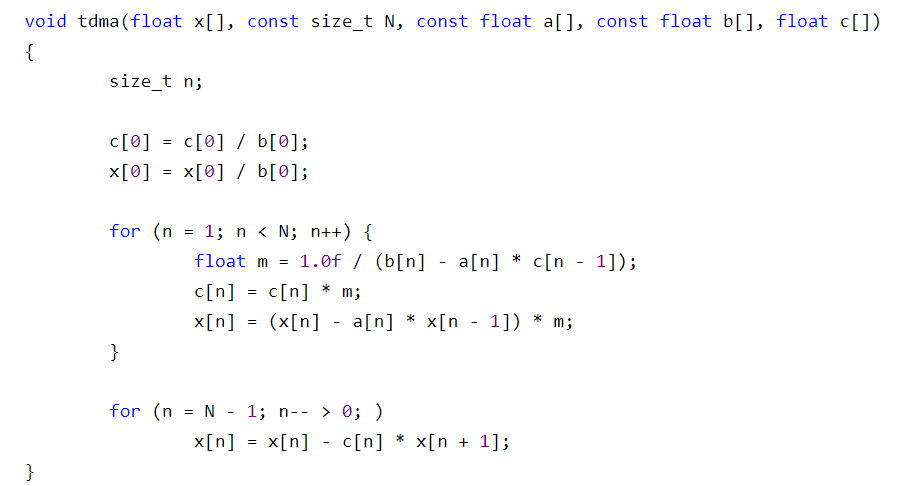 void tdma(float x[], const size_t N, const float a[], const float b[], float c[])
{
        size_t n;

        c[0] = c[0] / b[0];
        x[0] = x[0] / b[0];

        for (n = 1; n < N; n++) {
                float m = 1.0f / (b[n] - a[n] * c[n - 1]);
                c[n] = c[n] * m;
                x[n] = (x[n] - a[n] * x[n - 1]) * m;
        }

        for (n = N - 1; n-- > 0; )
                x[n] = x[n] - c[n] * x[n + 1];
}